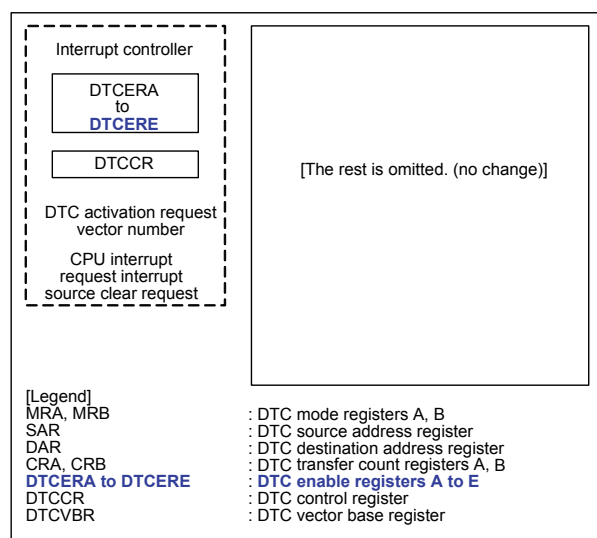 Interrupt controller
DTCERA
to
DTCERE
DTCCR
DTC activation request
vector number
CPU interrupt
request interrupt
source clear request
[The rest is omitted. (no change)]
[Legend]
MRA, MRB : DTC mode registers A, B
SAR : DTC source address register
DAR : DTC destination address register
CRA, CRB : DTC transfer count registers A, B
DTCERA to DTCERE : DTC enable registers A to E
DTCCR : DTC control register
DTCVBR : DTC vector base register